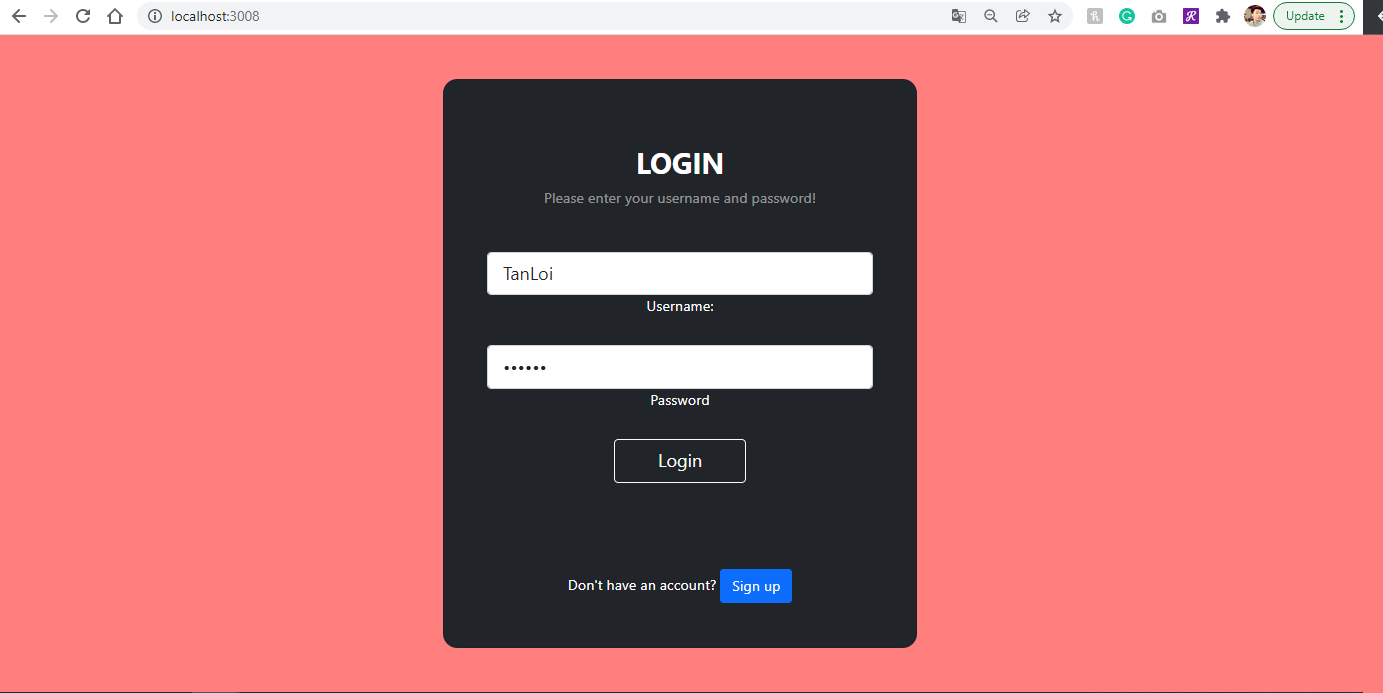 localhost:3008
Update
LOGIN
Please enter your username and password!
TanLoi
Username:
••••••
Password
Login
Don't have an account? Sign up